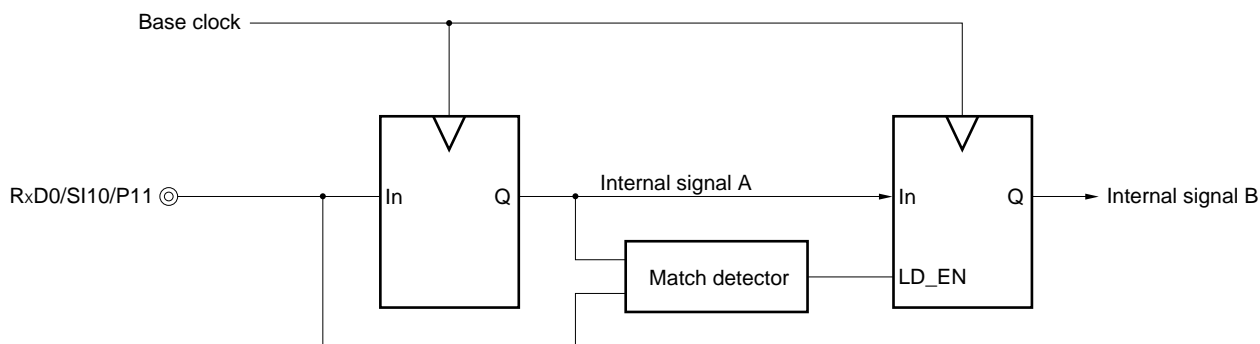 Base clock
RxD0/SI10/P11
In
Q
Internal signal A
In
Q
Internal signal B
Match detector
LD_EN